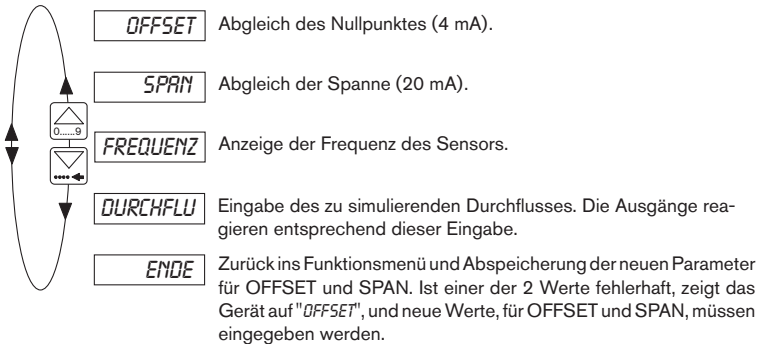 OFFSET Abgleich des Nullpunktes (4 mA).
SPAN Abgleich der Spanne (20 mA).
0......9
FREQUENZ Anzeige der Frequenz des Sensors.
DURCHFLU Eingabe des zu simulierenden Durchflusses. Die Ausgänge rea-
gieren entsprechend dieser Eingabe.
ENDE Zurück ins Funktionsmenü und Abspeicherung der neuen Parameter
für OFFSET und SPAN. Ist einer der 2 Werte fehlerhaft, zeigt das
Gerät auf "OFFSET", und neue Werte, für OFFSET und SPAN, müssen
eingegeben werden.